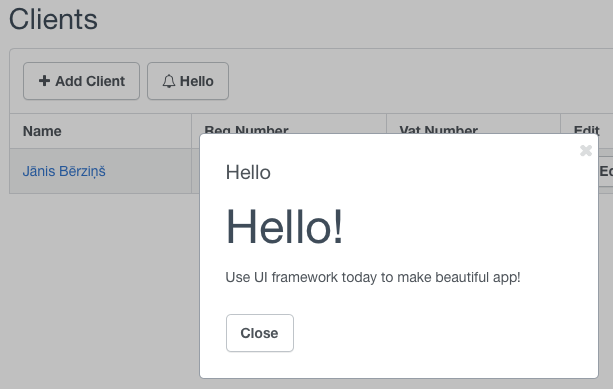 Clients
+ Add Client Hello
Name Reg Number Vat Number Edit
Jānis Bērziņš
Hello
Hello!
Use UI framework today to make beautiful app!
Close